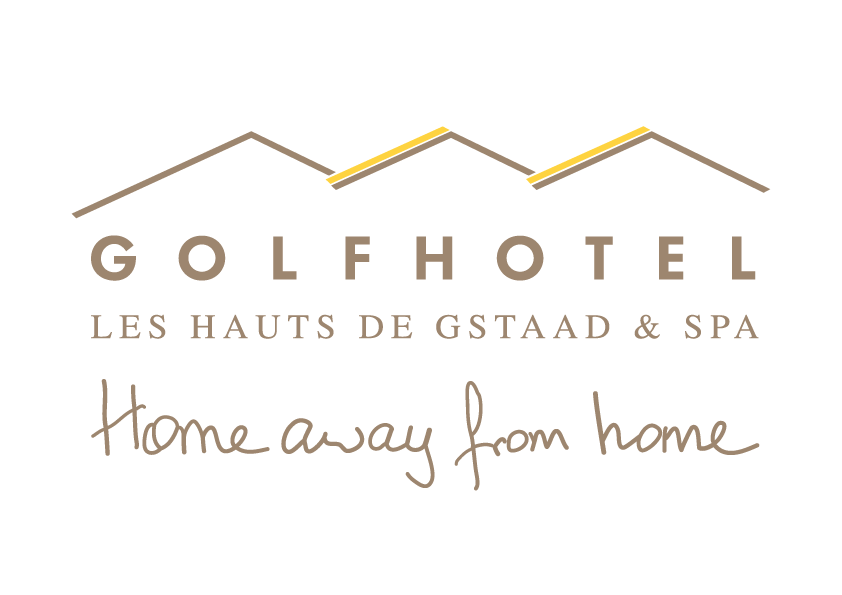 GOLFHOTEL
LES HAUTS DE GSTAAD & SPA
Home away from home